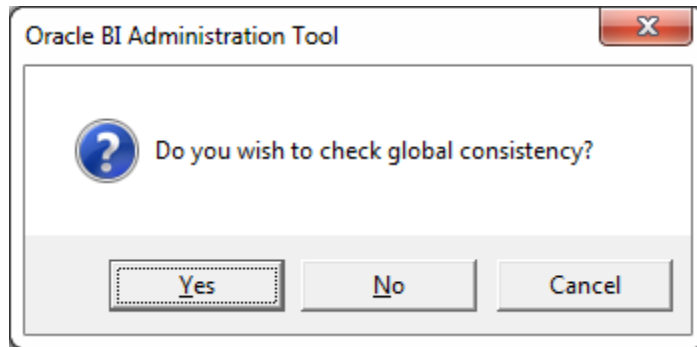 Oracle BI Administration Tool
Do you wish to check global consistency?
Yes No Cancel